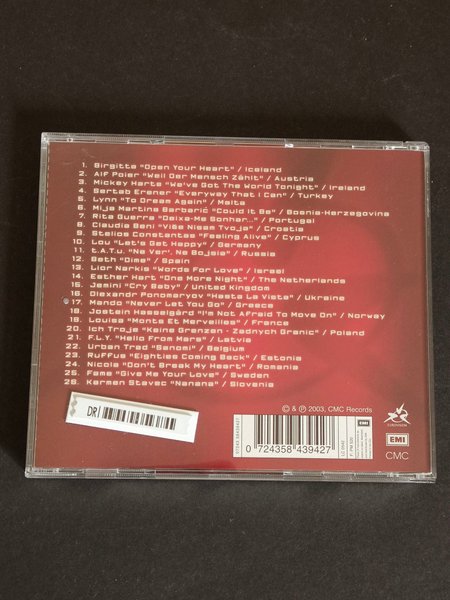 1. Birgitta "Open Your Heart" / Iceland
2. Alf Poier "Weil Der Mensch Zählt" / Austria
3. Mickey Harte "We've Got The World Tonight" / Ireland
4. Sertab Erener "Everyway That I Can" / Turkey
5. Lynn "To Dream Again" / Malta
6. Mija Martina Barbaric "Could It Be" / Bosnia-Herzegovina
7. Rita Guerra "Deixa-Me Sonhar..." / Portugal
8. Claudia Beni "Više Nisam Tvoja" / Croatia
9. Stelios Constantas "Feeling Alive" / Cyprus
10. Lou "Let's Get Happy" / Germany
11. t.A.T.u. "Ne Ver', Ne Bojsia" / Russia
12. Beth "Dime" / Spain
13. Lior Narkis "Words For Love" / Israel
14. Esther Hart "One More Night" / The Netherlands
15. Jemini "Cry Baby" / United Kingdom
16. Olexandr Ponomaryov "Hasta La Vista" / Ukraine
17. Mando "Never Let You Go" / Greece
18. Jostein Hasselgård "I'm Not Afraid To Move On" / Norway
19. Louisa "Monts Et Merveilles" / France
20. Ich Troje "Keine Grenzen - Zadnych Granic" / Poland
21. F.L.Y. "Hello From Mars" / Latvia
22. Urban Trad "Sanomi" / Belgium
23. Ruffus "Eighties Coming Back" / Estonia
24. Nicola "Don't Break My Heart" / Romania
25. Fame "Give Me Your Love" / Sweden
26. Karmen Stavec "Nanana" / Slovenia
DR
© & ℗ 2003, CMC Records
0 724358 439427
EMI
CMC